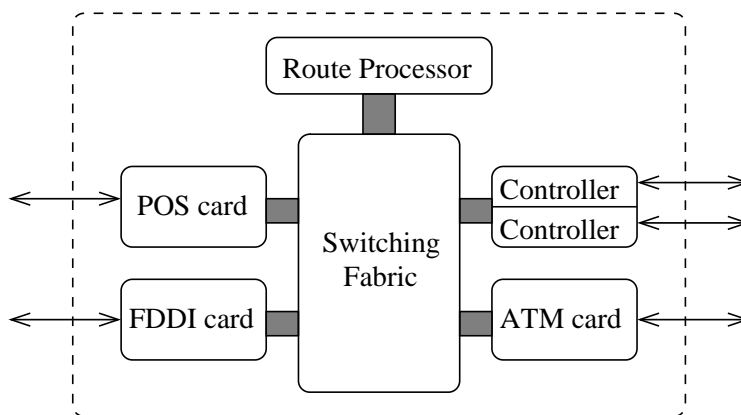 Route Processor
POS card
Controller
Controller
Switching
Fabric
FDDI card
ATM card